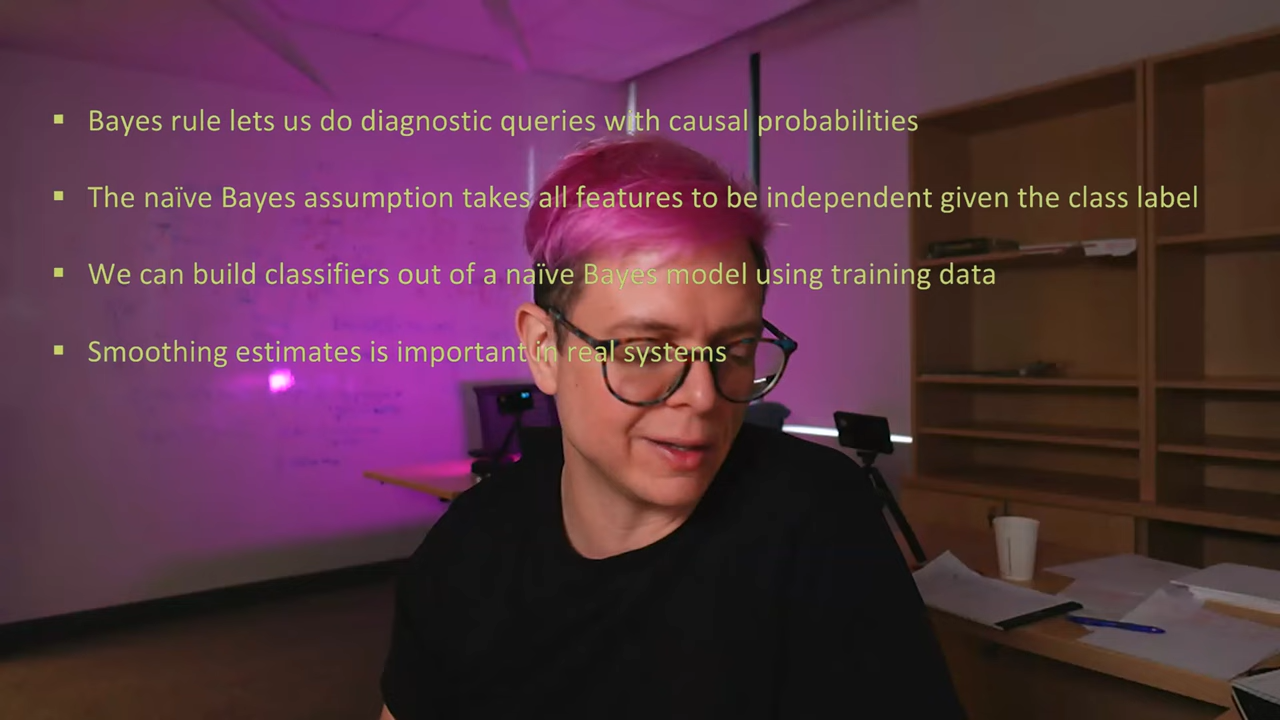 ▪ Bayes rule lets us do diagnostic queries with causal probabilities
▪ The naïve Bayes assumption takes all features to be independent given the class label
▪ We can build classifiers out of a naïve Bayes model using training data
▪ Smoothing estimates is important in real systems